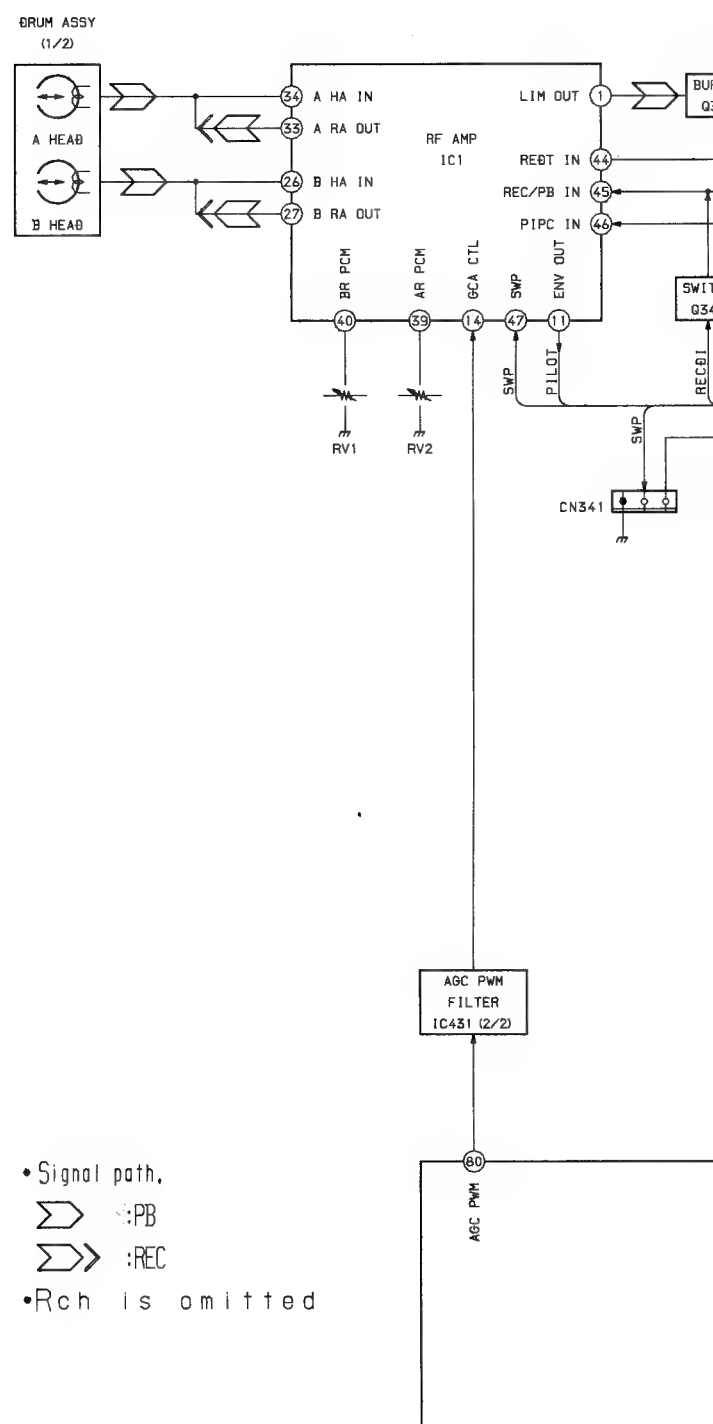 DRUM ASSY
(1/2)
A HEAD
B HEAD
34 A HA IN
33 A RA OUT
26 B HA IN
27 B RA OUT
RF AMP
IC1
LIM OUT 1
REDT IN 44
REC/PB IN 45
PIPC IN 46
BR PCM
AR PCM
GCA CTL
SWP
ENV OUT
40
39
14
47
11
SWP
PILOT
RECDI
SWP
RV1
RV2
CN341
AGC PWM
FILTER
IC431 (2/2)
80
AGC PWM
•Signal path.
:PB
:REC
•Rch is omitted